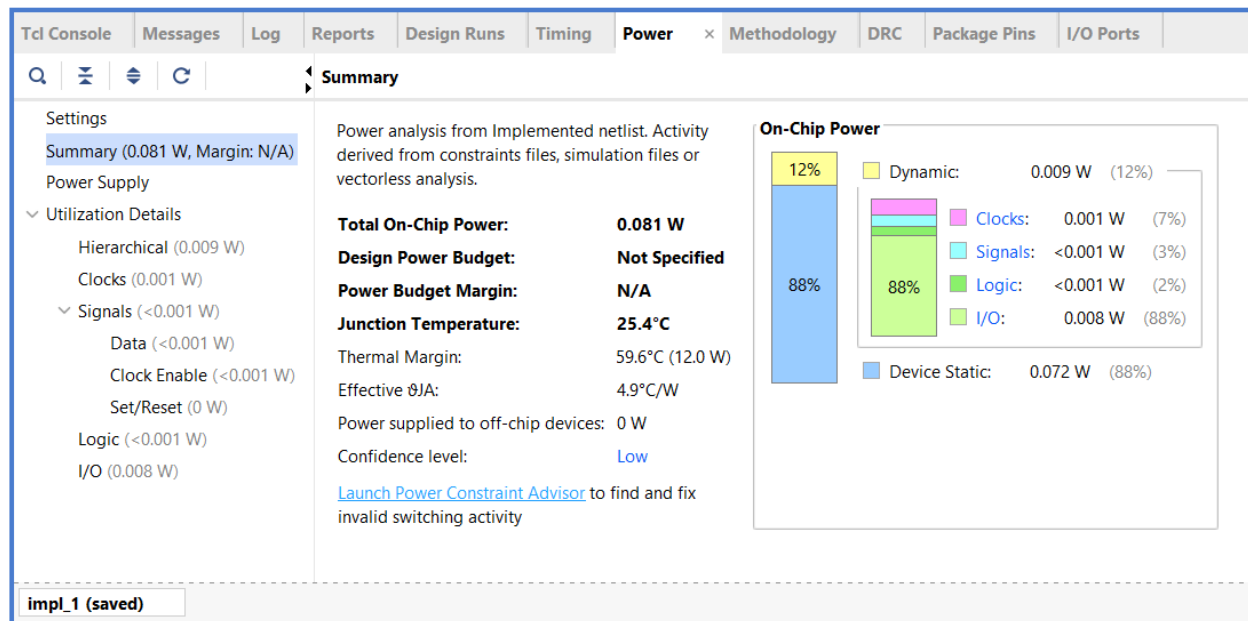 Tcl Console Messages Log Reports Design Runs Timing Power × Methodology DRC Package Pins I/O Ports
Summary
Settings
Summary (0.081 W, Margin: N/A)
Power Supply
Utilization Details
Hierarchical (0.009 W)
Clocks (0.001 W)
Signals (<0.001 W)
Data (<0.001 W)
Clock Enable (<0.001 W)
Set/Reset (0 W)
Logic (<0.001 W)
I/O (0.008 W)
Power analysis from Implemented netlist. Activity
derived from constraints files, simulation files or
vectorless analysis.
Total On-Chip Power: 0.081 W
Design Power Budget: Not Specified
Power Budget Margin: N/A
Junction Temperature: 25.4°C
Thermal Margin: 59.6°C (12.0 W)
Effective ϑJA: 4.9°C/W
Power supplied to off-chip devices: 0 W
Confidence level: Low
Launch Power Constraint Advisor to find and fix
invalid switching activity
On-Chip Power
12%
88%
Dynamic: 0.009 W (12%)
88%
Clocks: 0.001 W (7%)
Signals: <0.001 W (3%)
Logic: <0.001 W (2%)
I/O: 0.008 W (88%)
Device Static: 0.072 W (88%)
impl_1 (saved)